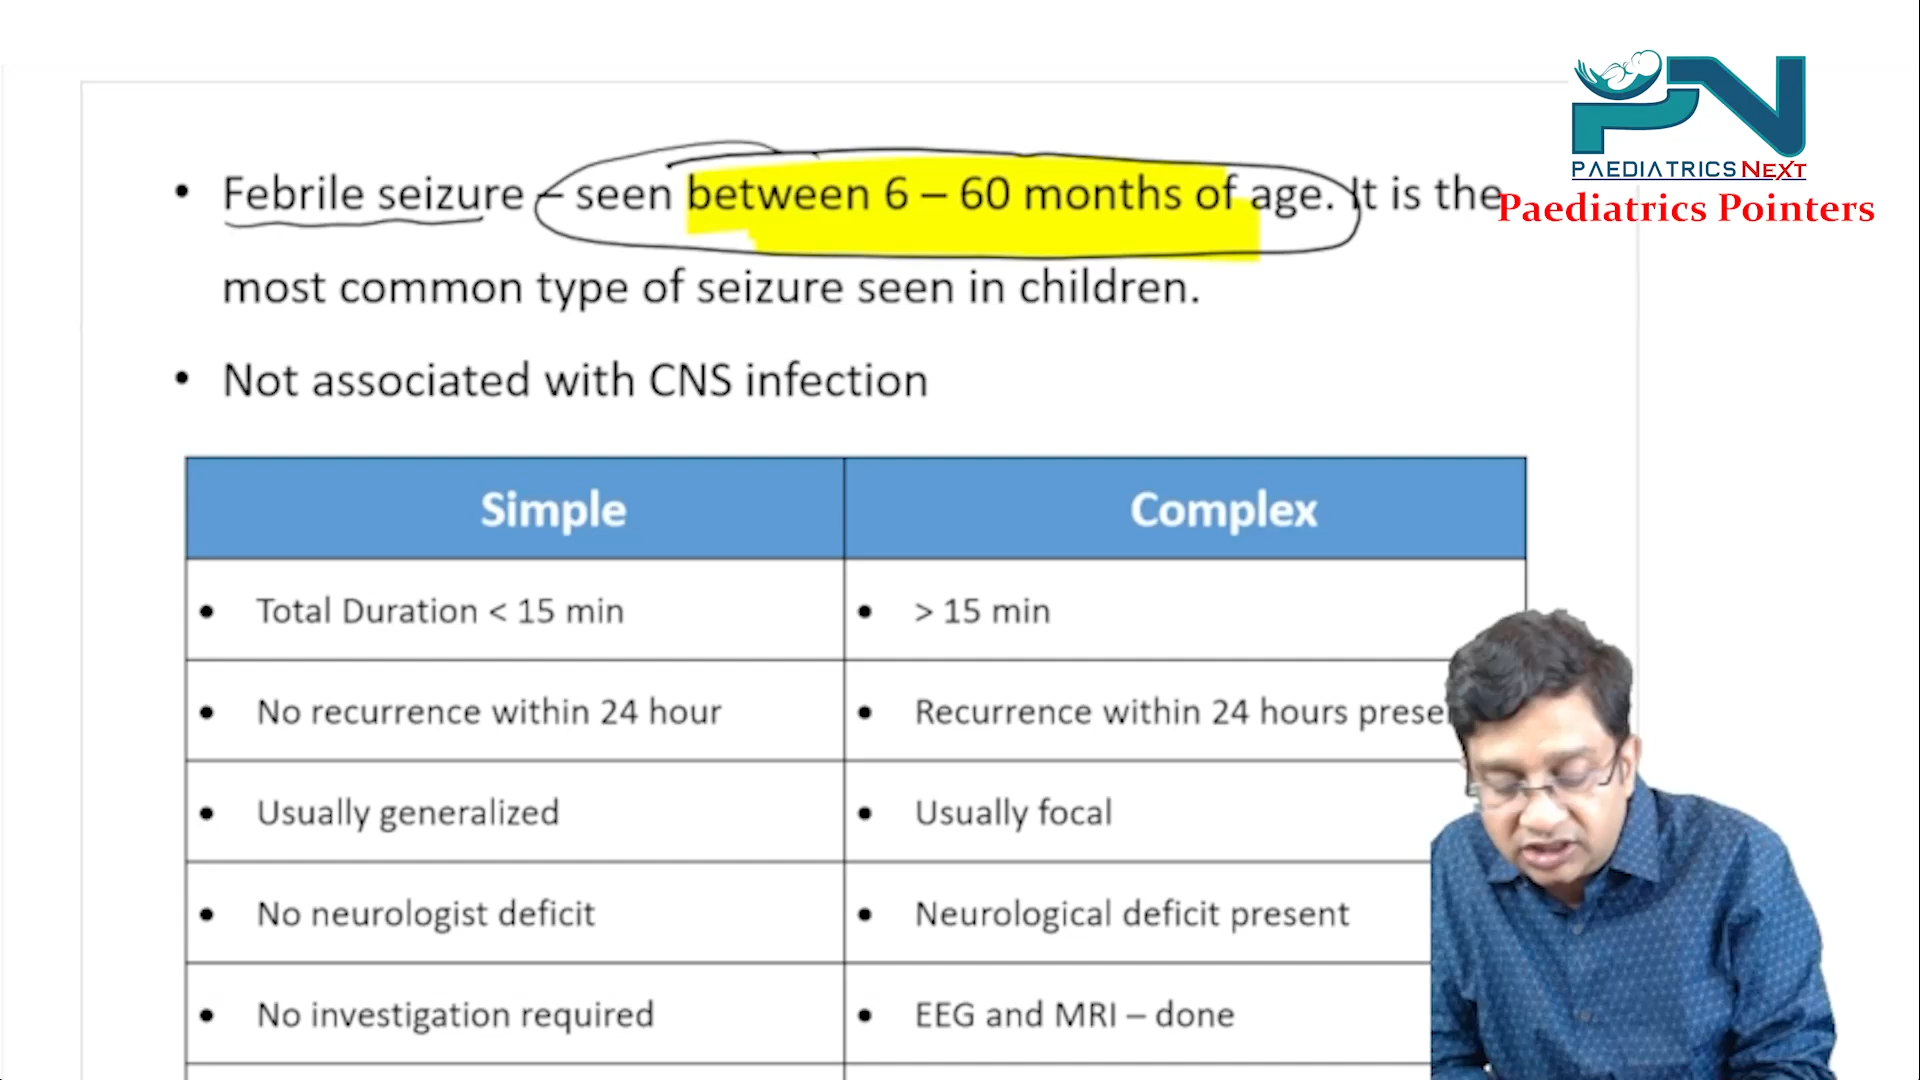 PAEDIATRICS NEXT
Paediatrics Pointers
• Febrile seizure – seen between 6 – 60 months of age. It is the
most common type of seizure seen in children.
• Not associated with CNS infection
Simple
Complex
• Total Duration < 15 min
• > 15 min
• No recurrence within 24 hour
• Recurrence within 24 hours
• Usually generalized
• Usually focal
• No neurologist deficit
• Neurological deficit present
• No investigation required
• EEG and MRI – done